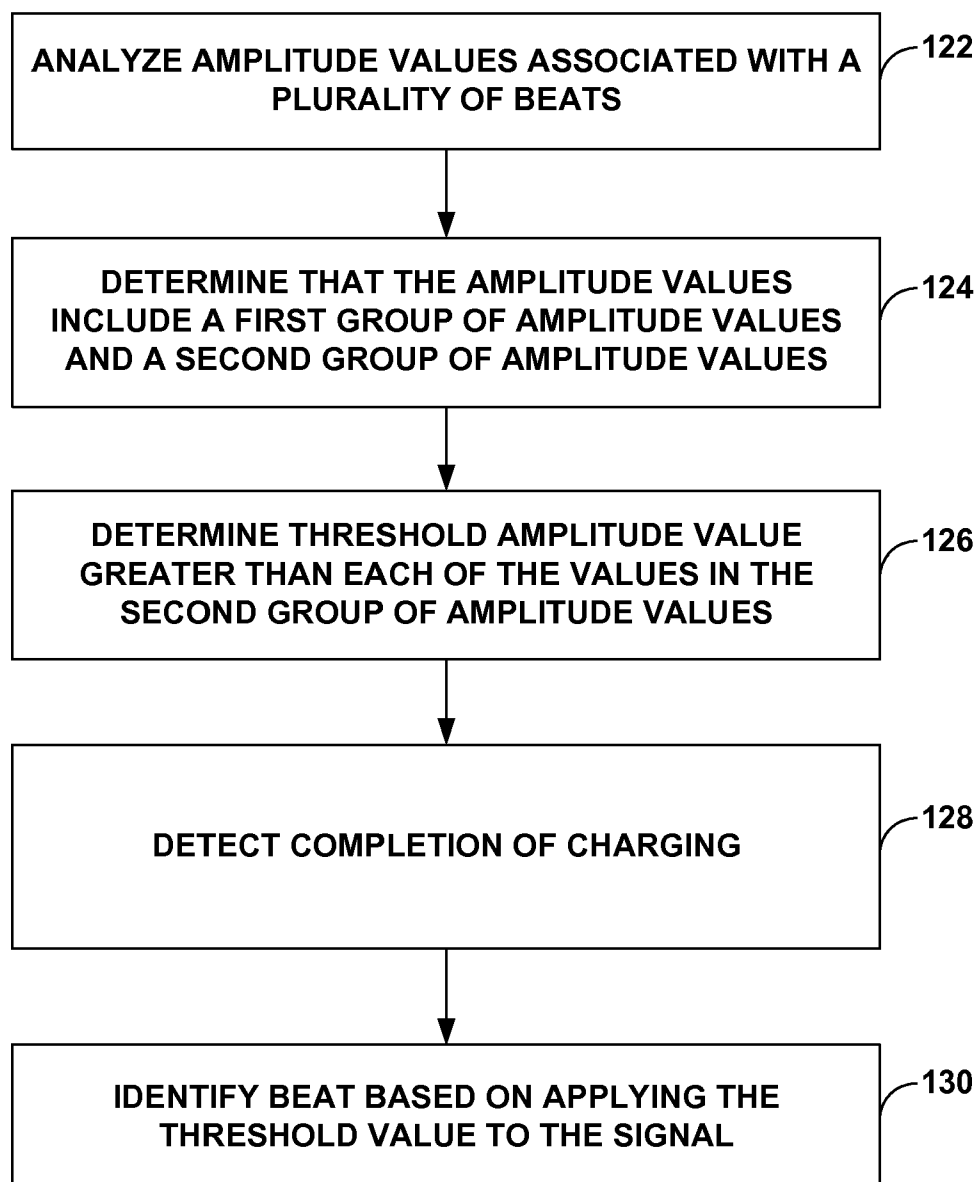 ANALYZE AMPLITUDE VALUES ASSOCIATED WITH A
PLURALITY OF BEATS
122
DETERMINE THAT THE AMPLITUDE VALUES
INCLUDE A FIRST GROUP OF AMPLITUDE VALUES
AND A SECOND GROUP OF AMPLITUDE VALUES
124
DETERMINE THRESHOLD AMPLITUDE VALUE
GREATER THAN EACH OF THE VALUES IN THE
SECOND GROUP OF AMPLITUDE VALUES
126
DETECT COMPLETION OF CHARGING
128
IDENTIFY BEAT BASED ON APPLYING THE
THRESHOLD VALUE TO THE SIGNAL
130